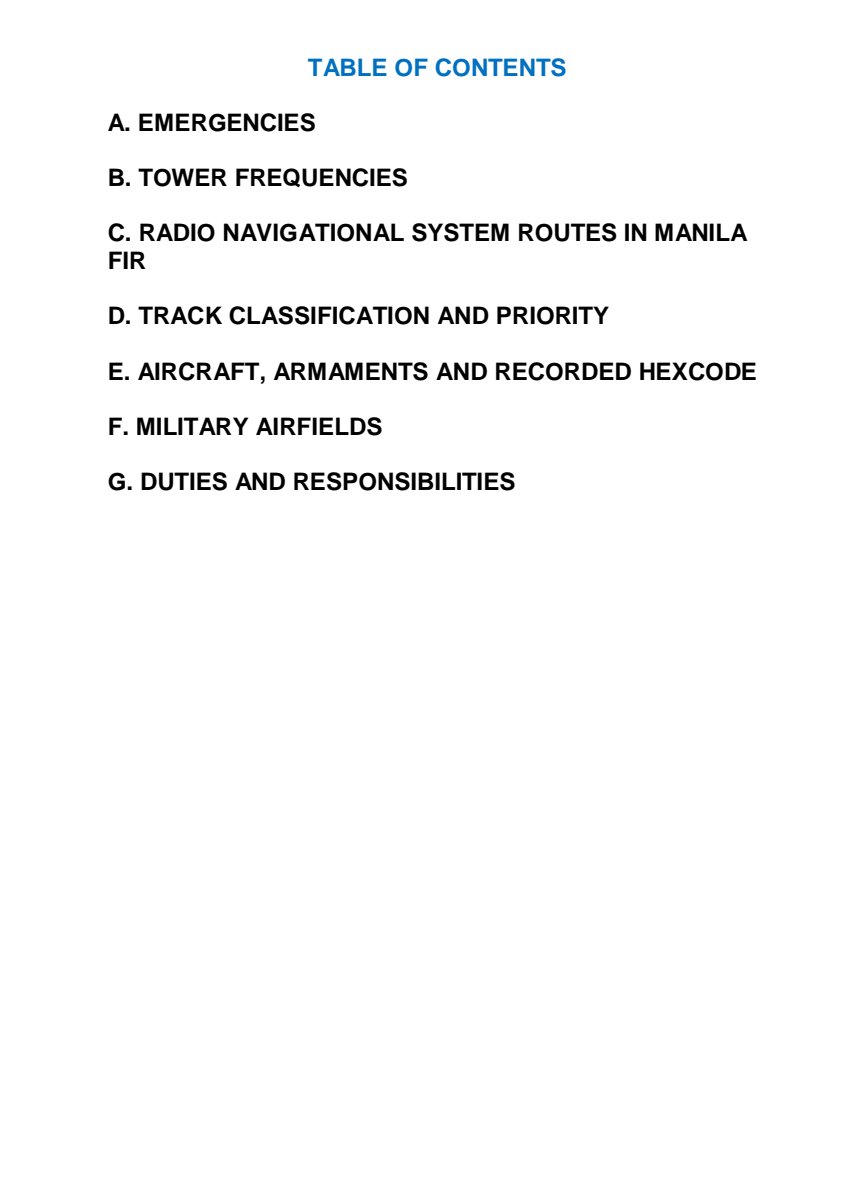 TABLE OF CONTENTS
A. EMERGENCIES
B. TOWER FREQUENCIES
C. RADIO NAVIGATIONAL SYSTEM ROUTES IN MANILA
FIR
D. TRACK CLASSIFICATION AND PRIORITY
E. AIRCRAFT, ARMAMENTS AND RECORDED HEXCODE
F. MILITARY AIRFIELDS
G. DUTIES AND RESPONSIBILITIES